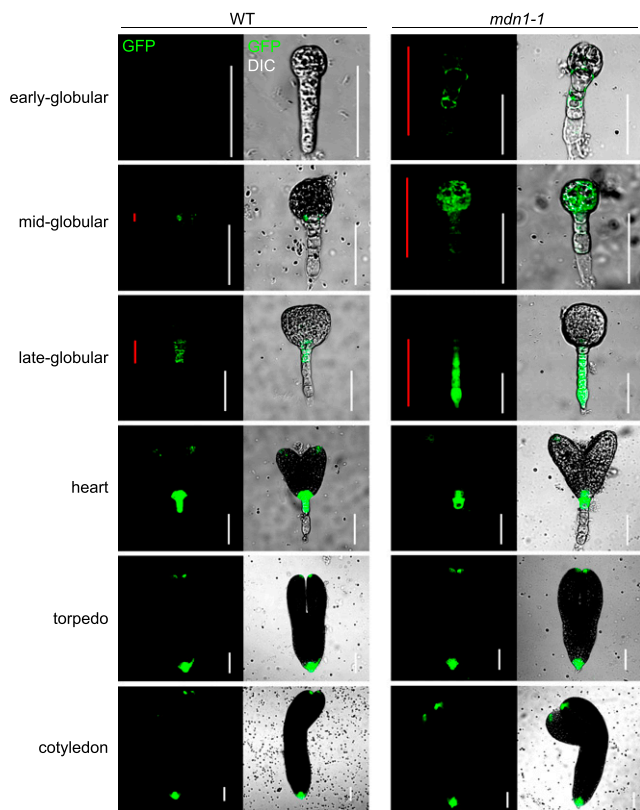 WT
mdn1-1
GFP
GFP
DIC
early-globular
mid-globular
late-globular
heart
torpedo
cotyledon